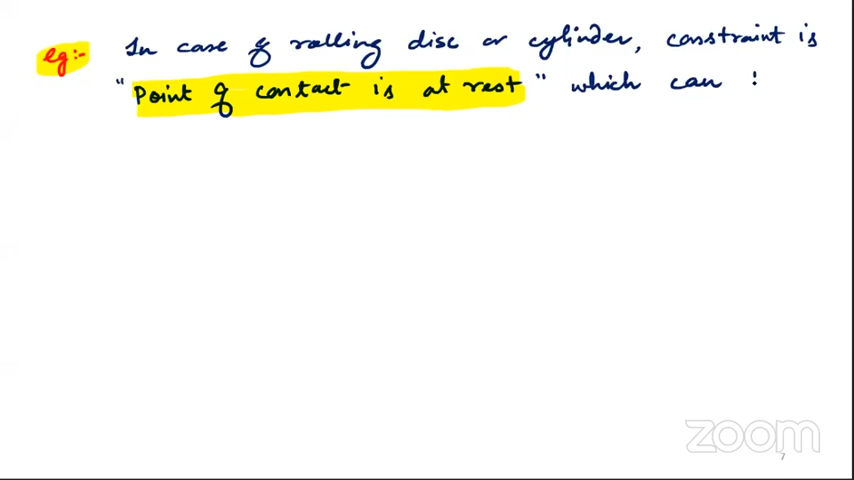 eg:- In case of rolling disc or cylinder, constraint is
"Point of contact is at rest" which can
zoom
7